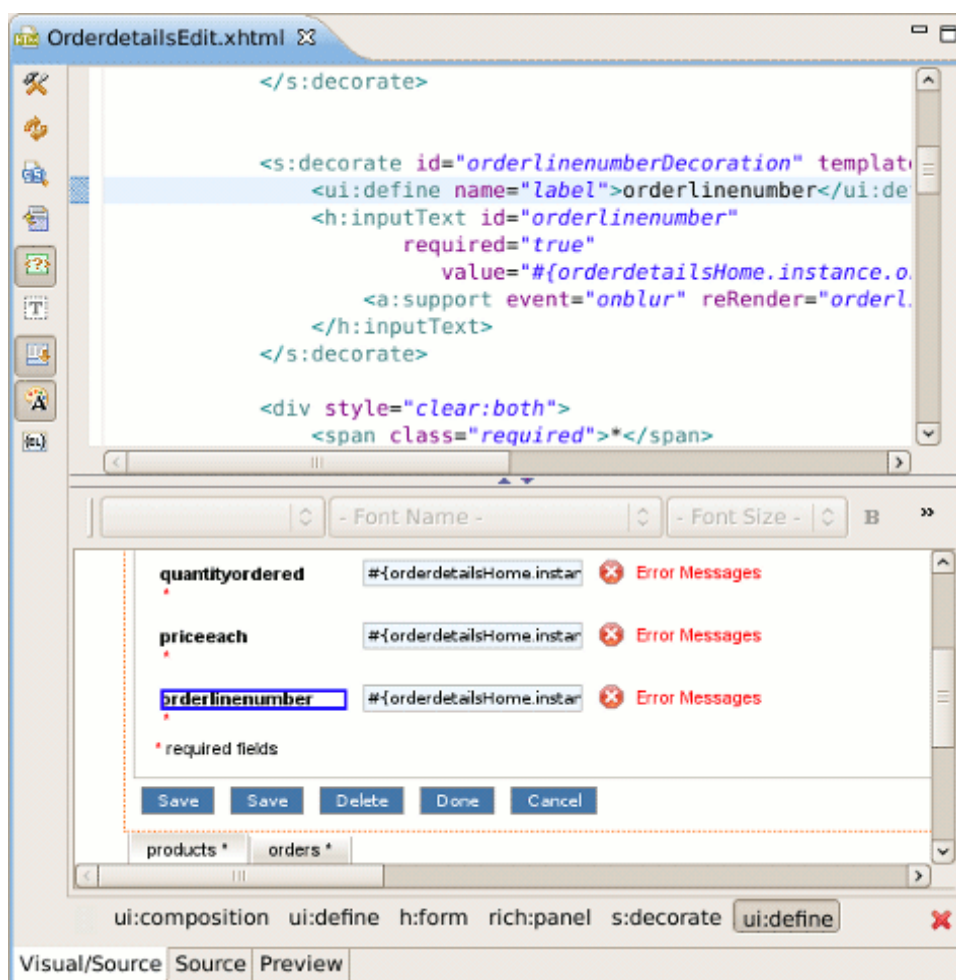 OrderdetailsEdit.xhtml
</s:decorate>
<s:decorate id="orderlinenumberDecoration" templat
<ui:define name="label">orderlinenumber</ui:de
<h:inputText id="orderlinenumber"
required="true"
value="#{orderdetailsHome.instance.o
<a:support event="onblur" reRender="orderl
</h:inputText>
</s:decorate>
<div style="clear:both">
<span class="required">*</span>
- Font Name - - Font Size - B »
quantityordered #{orderdetailsHome.instan Error Messages
*
priceeach #{orderdetailsHome.instan Error Messages
*
orderlinenumber #{orderdetailsHome.instan Error Messages
*
* required fields
Save Save Delete Done Cancel
products * orders *
ui:composition ui:define h:form rich:panel s:decorate ui:define
Visual/Source Source Preview